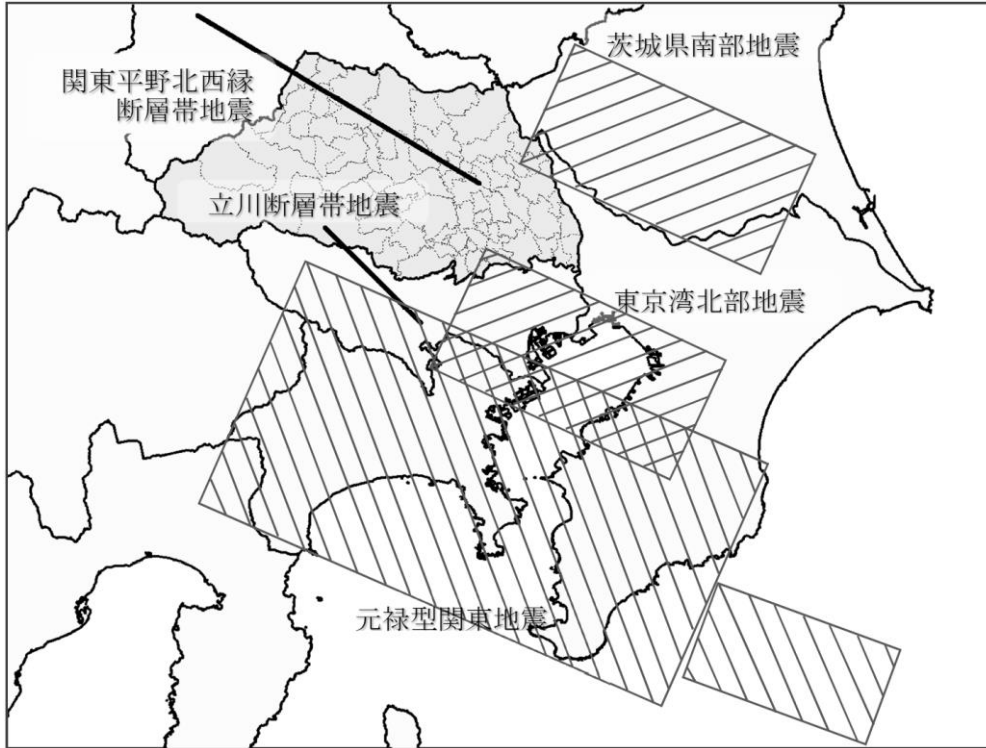 茨城県南部地震
関東平野北西縁
断層帯地震
立川断層帯地震
東京湾北部地震
元禄型関東地震